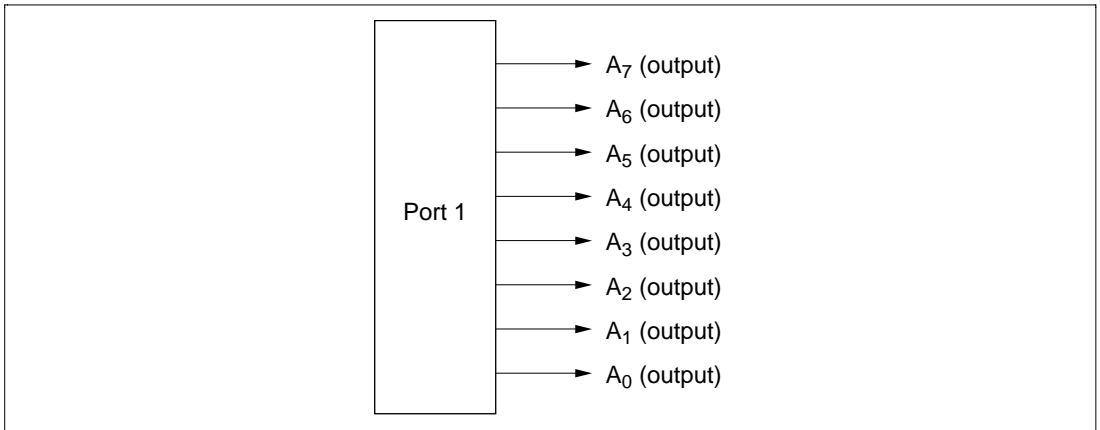 A7 (output)
A6 (output)
A5 (output)
A4 (output)
Port 1
A3 (output)
A2 (output)
A1 (output)
A0 (output)